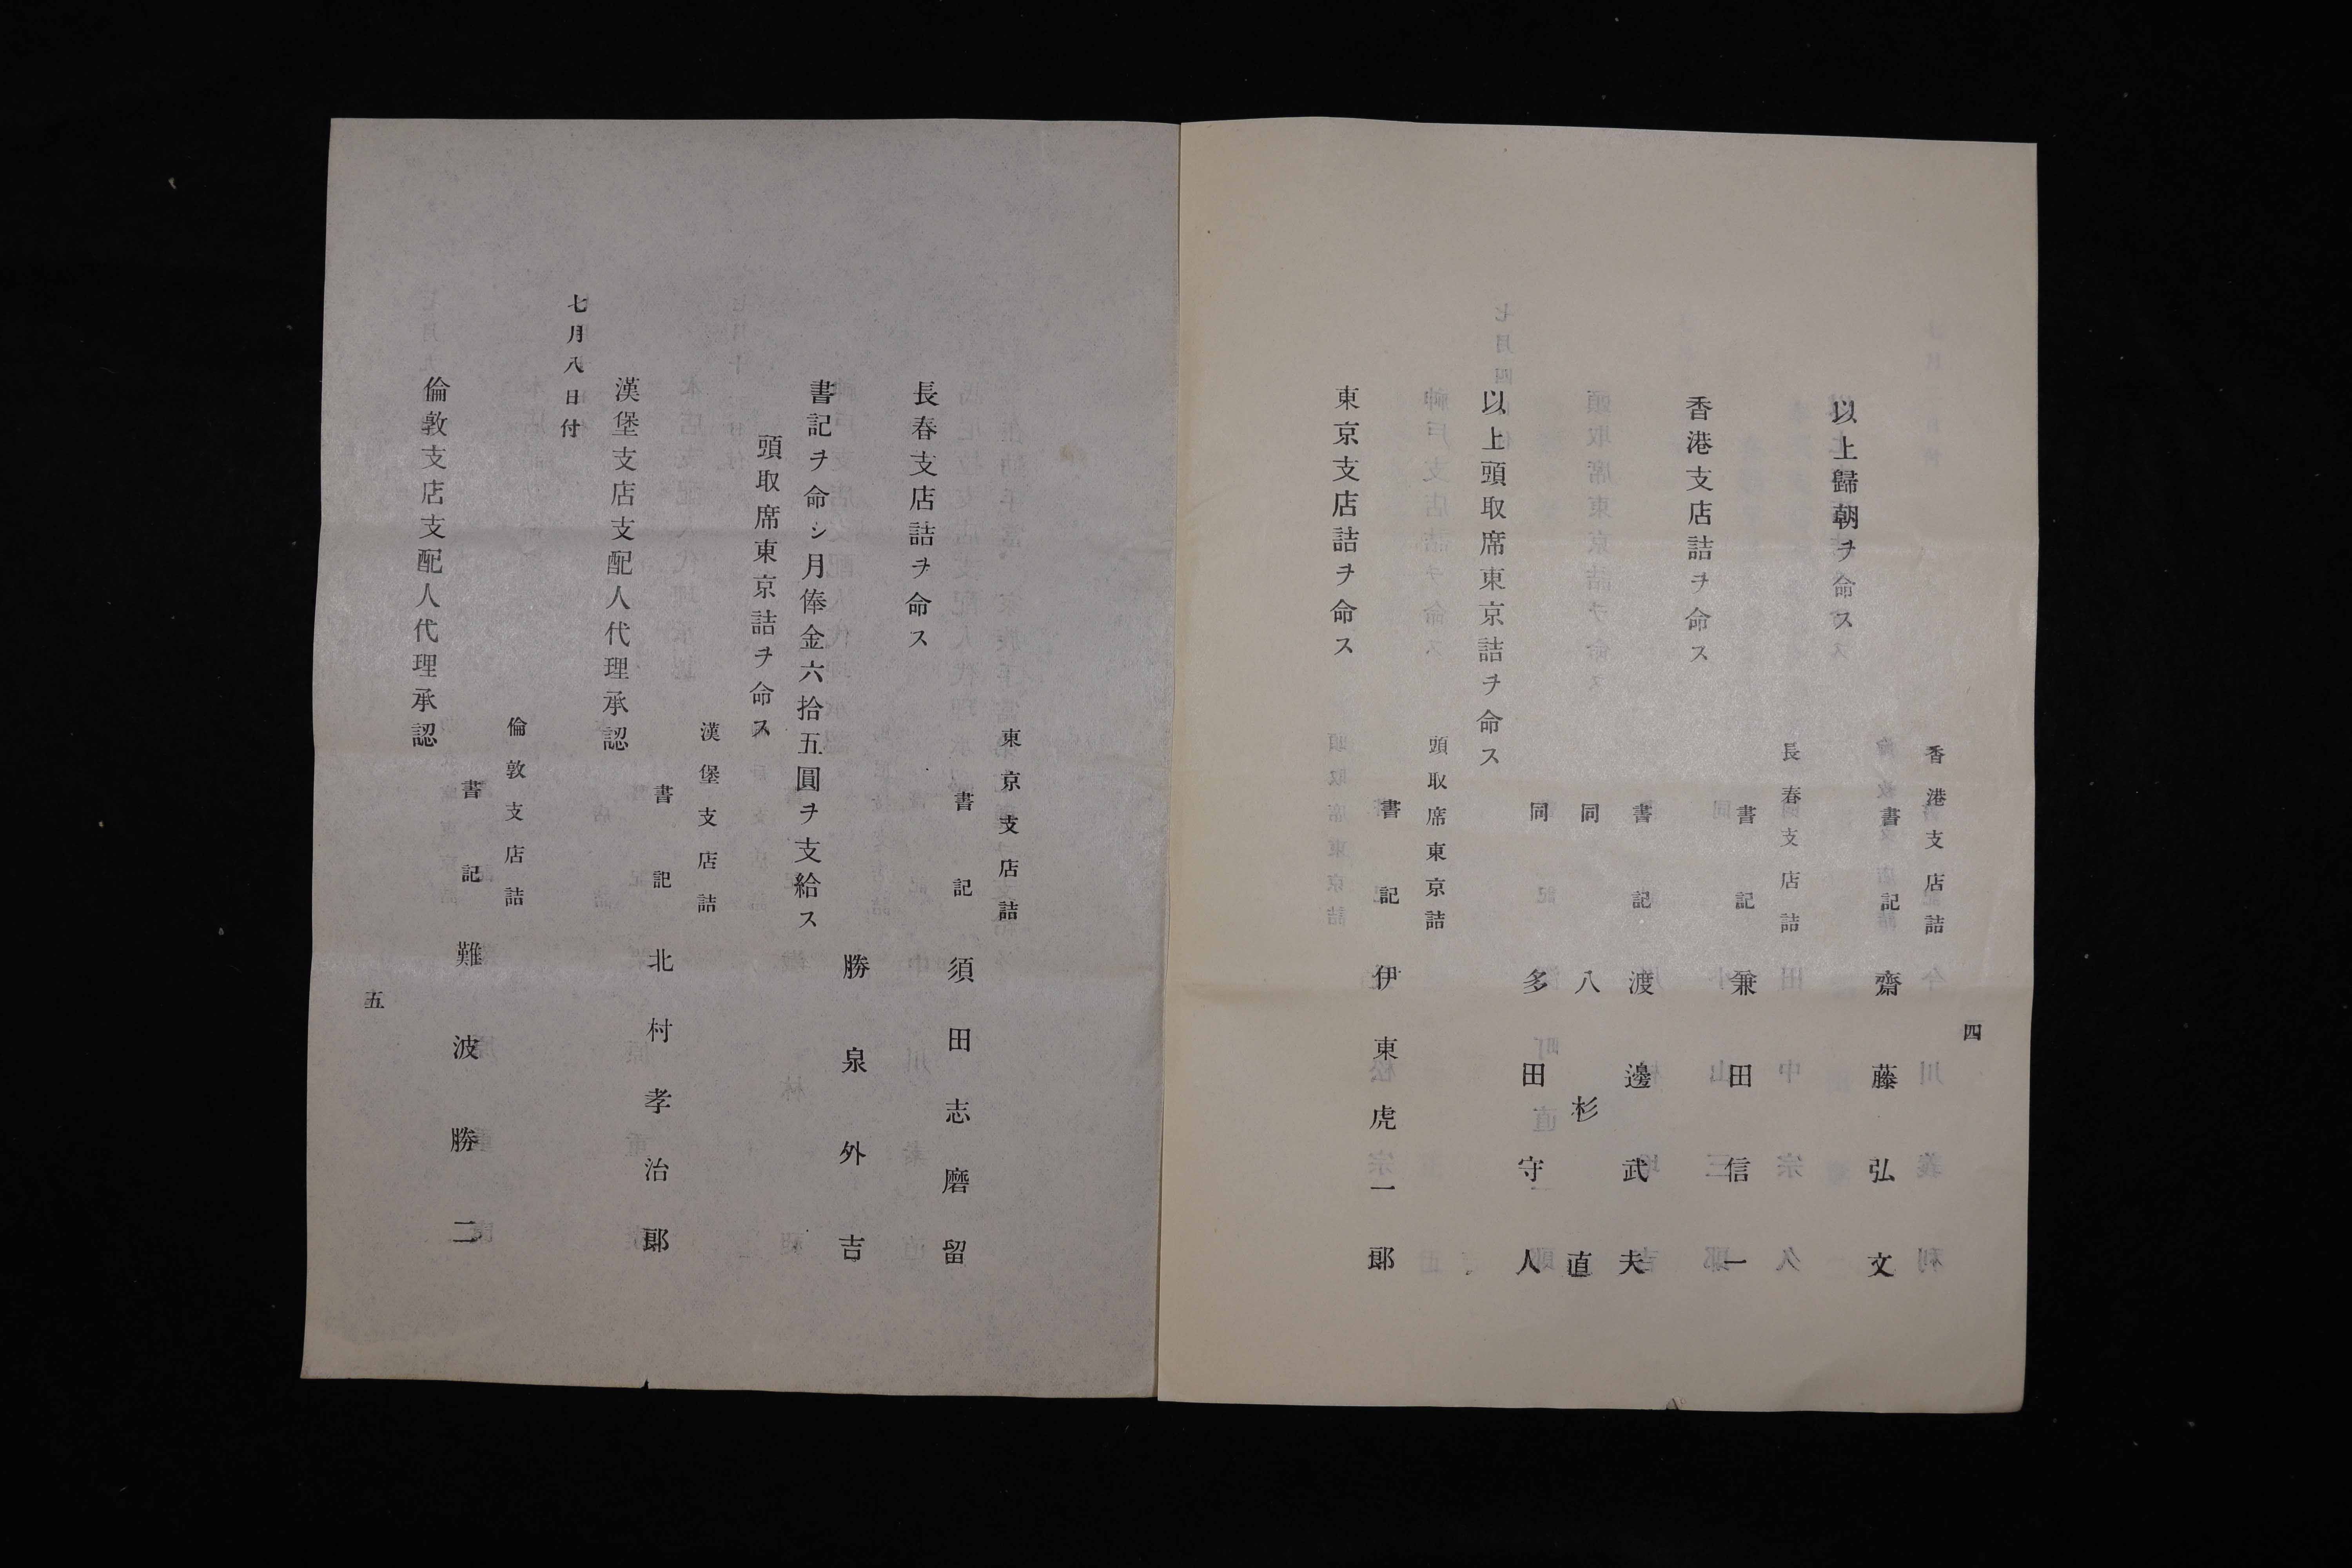 四
香港支店詰
書記 齋藤弘文
以上歸朝ヲ命ス
長春支店詰
書記 兼田信一
香港支店詰ヲ命ス
書記 渡邊武夫
同 八杉直
同 多田守人
以上頭取席東京詰ヲ命ス
頭取席東京詰
書記 伊東虎一郎
東京支店詰ヲ命ス
東京支店詰
書記 須田志磨留
長春支店詰ヲ命ス
勝泉外吉
書記ヲ命シ月俸金六拾五圓ヲ支給ス
頭取席東京詰ヲ命ス
漢堡支店詰
書記 北村孝治郎
漢堡支店支配人代理承認
七月八日付
倫敦支店詰
書記 難波勝二
倫敦支店支配人代理承認
五